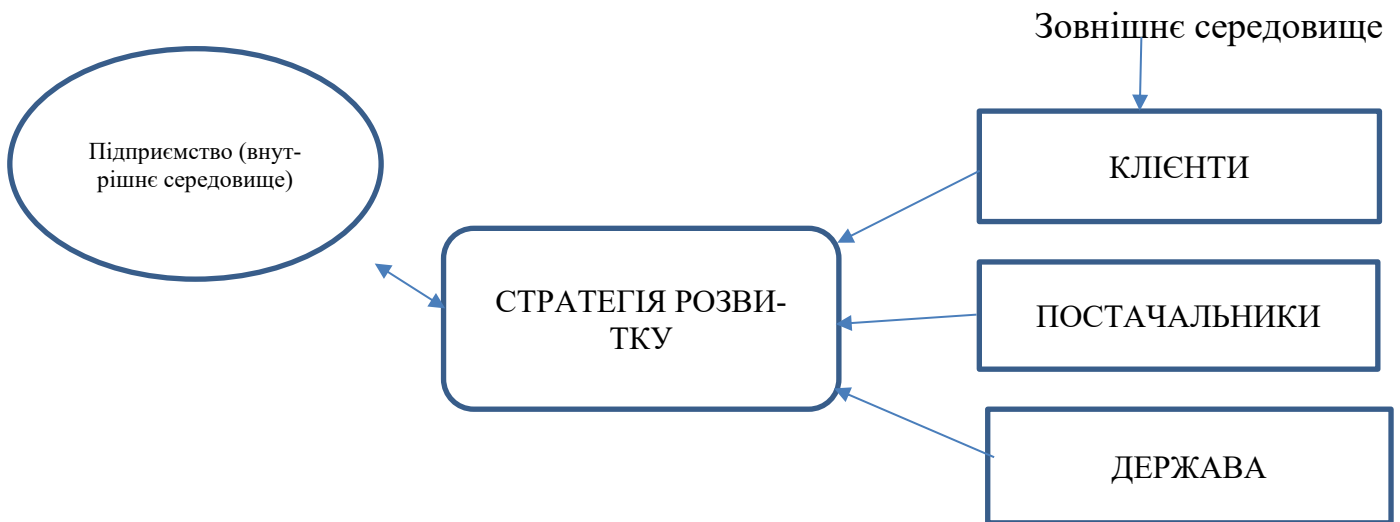 Зовнішнє середовище
Підприємство (внут-
рішнє середовище)
КЛІЄНТИ
СТРАТЕГІЯ РОЗВИ-
ТКУ
ПОСТАЧАЛЬНИКИ
ДЕРЖАВА